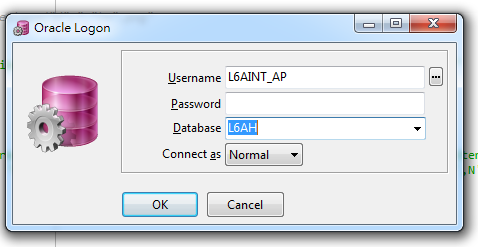 Oracle Logon
Username L6AINT_AP ...
Password
Database L6AH
Connect as Normal
OK Cancel